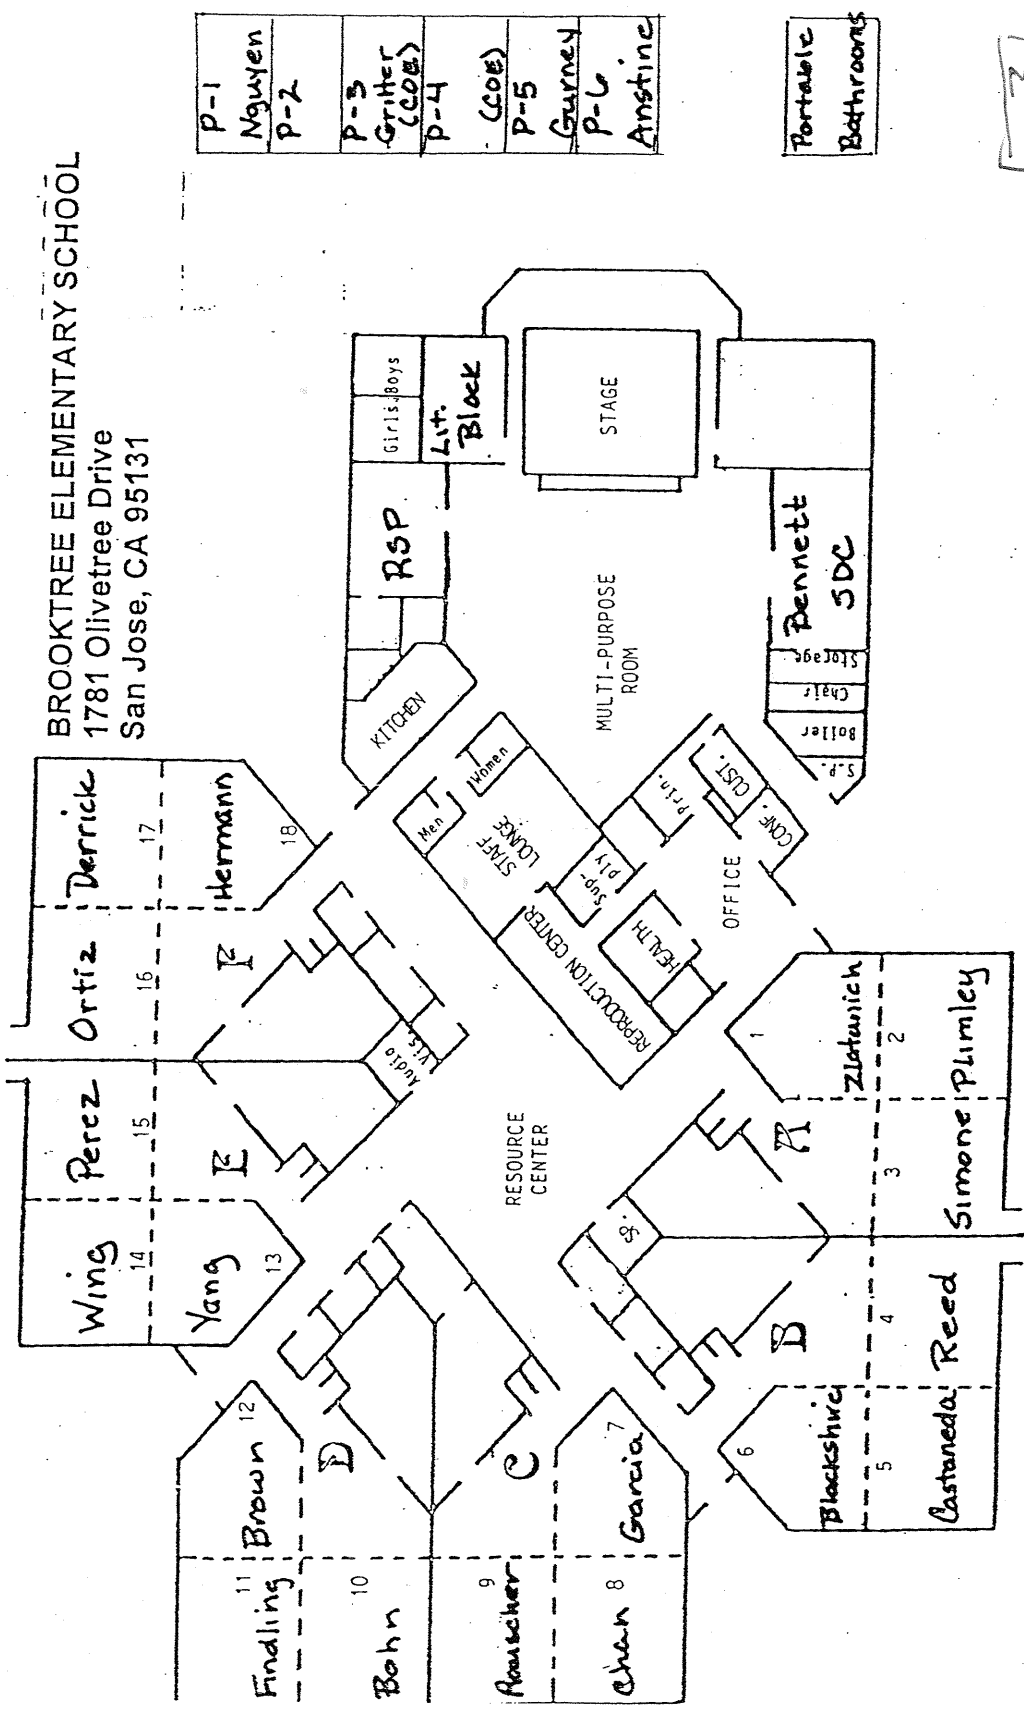 BROOKTREE ELEMENTARY SCHOOL
1781 Olivetree Drive
San Jose, CA 95131
P-1
Nguyen
P-2
P-3
Gritter
(COE)
P-4
(COE)
P-5
Gurney
P-6
Anstine
Portable
Bathrooms
Derrick
17
Hermann
18
Ortiz
16
F
Perez
15
E
Wing
14
Yang
13
Audio
Vis.
Girls Boys
Lit.
Block
RSP
KITCHEN
STAGE
MULTI-PURPOSE
ROOM
Bennett
SDC
Storage
Chair
Boiler
S.P.
Men
Women
STAFF
LOUNGE
Sup-
ply
Prin.
CUST.
CONF.
OFFICE
HEALTH
REPRODUCTION CENTER
RESOURCE
CENTER
12
Brown
D
11
Findling
10
Bohn
C
9
7
Garcia
8
Chan
Sp.
1
Zlatunich
2
Plimley
A
3
Simone
4
Reed
B
6
Blackshire
5
Castaneda